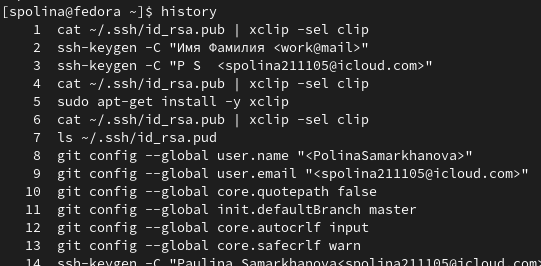 [spolina@fedora ~]$ history
1 cat ~/.ssh/id_rsa.pub | xclip -sel clip
2 ssh-keygen -C "Имя Фамилия <work@mail>"
3 ssh-keygen -C "P S  <spolina211105@icloud.com>"
4 cat ~/.ssh/id_rsa.pub | xclip -sel clip
5 sudo apt-get install -y xclip
6 cat ~/.ssh/id_rsa.pub | xclip -sel clip
7 ls ~/.ssh/id_rsa.pud
8 git config --global user.name "<PolinaSamarkhanova>"
9 git config --global user.email "<spolina211105@icloud.com>"
10 git config --global core.quotepath false
11 git config --global init.defaultBranch master
12 git config --global core.autocrlf input
13 git config --global core.safecrlf warn
14 ssh-keygen -C "Paulina Samarkhanova<spolina211105@icloud.com>